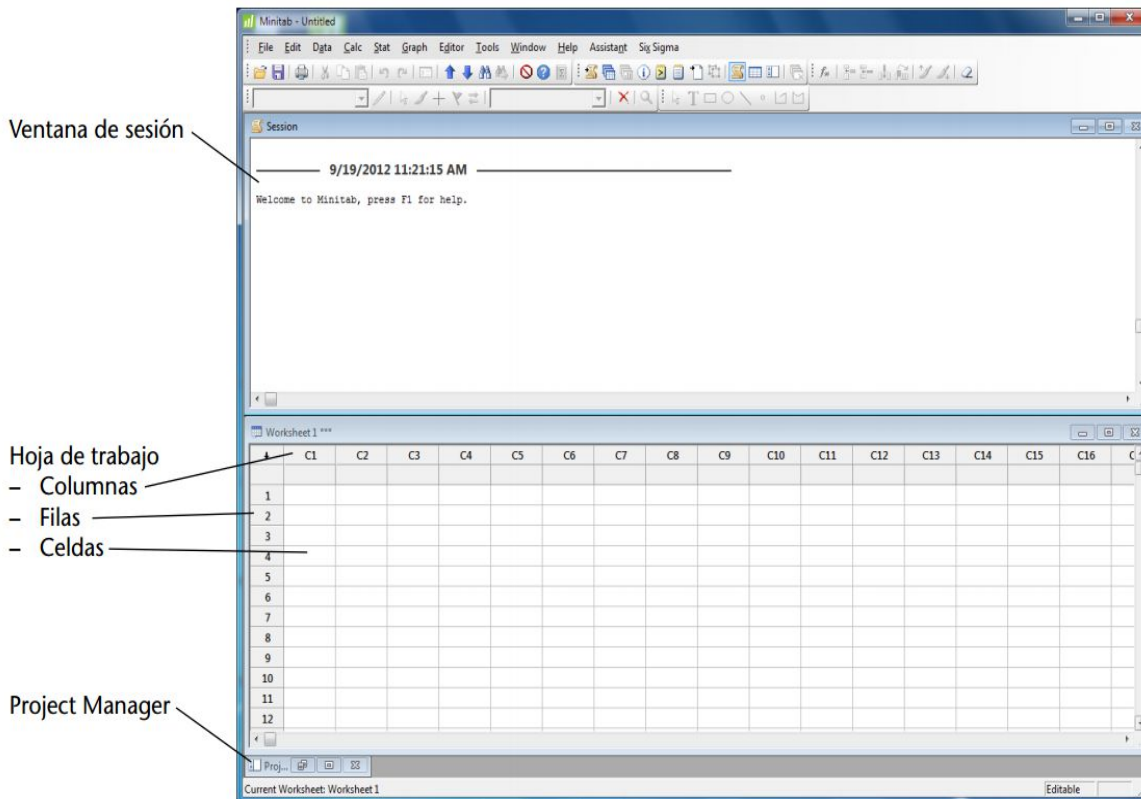 Minitab - Untitled
File Edit Data Calc Stat Graph Editor Tools Window Help Assistant Six Sigma
Ventana de sesión
Session
9/19/2012 11:21:15 AM
Welcome to Minitab, press F1 for help.
Worksheet 1 ***
Hoja de trabajo
– Columnas
– Filas
– Celdas
C1 C2 C3 C4 C5 C6 C7 C8 C9 C10 C11 C12 C13 C14 C15 C16
1
2
3
4
5
6
7
8
9
10
11
12
Project Manager
Proj...
Current Worksheet: Worksheet 1 Editable